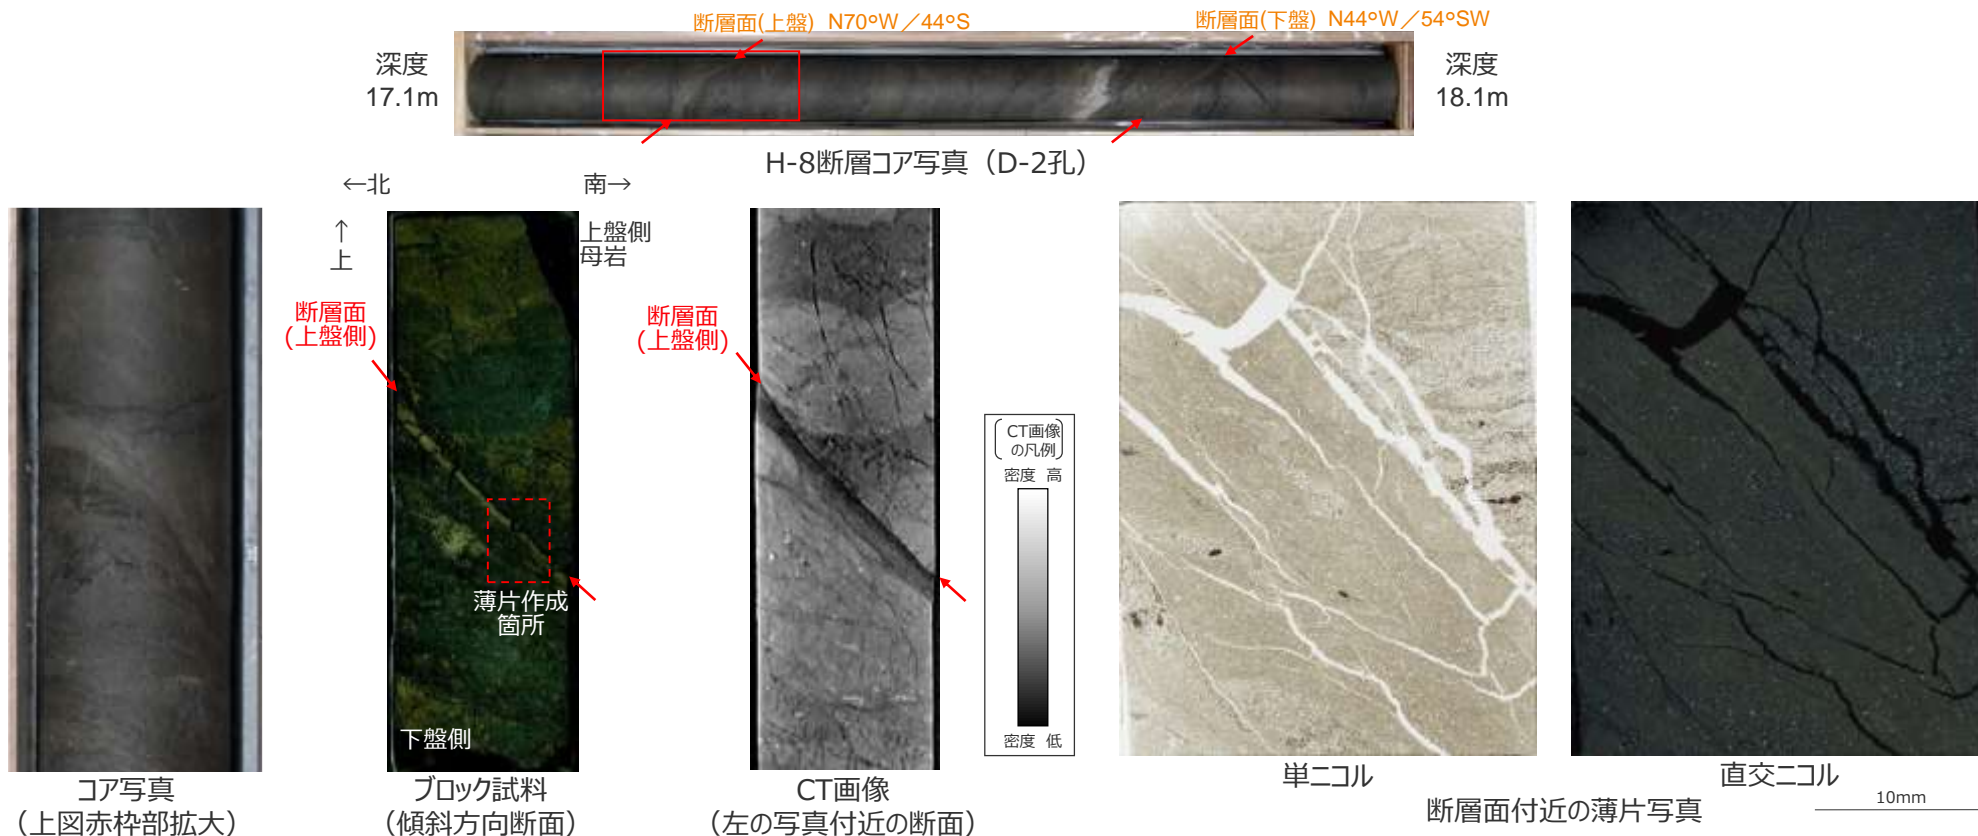 断層面(上盤) N70°W／44°S
断層面(下盤) N44°W／54°SW
深度
17.1m
深度
18.1m
H-8断層コア写真（D-2孔）
←北
南→
↑
上
上盤側
母岩
断層面
(上盤側)
断層面
(上盤側)
CT画像
の凡例
密度 高
密度 低
薄片作成
箇所
下盤側
コア写真
（上図赤枠部拡大）
ブロック試料
（傾斜方向断面）
CT画像
（左の写真付近の断面）
単ニコル
直交ニコル
断層面付近の薄片写真
10mm